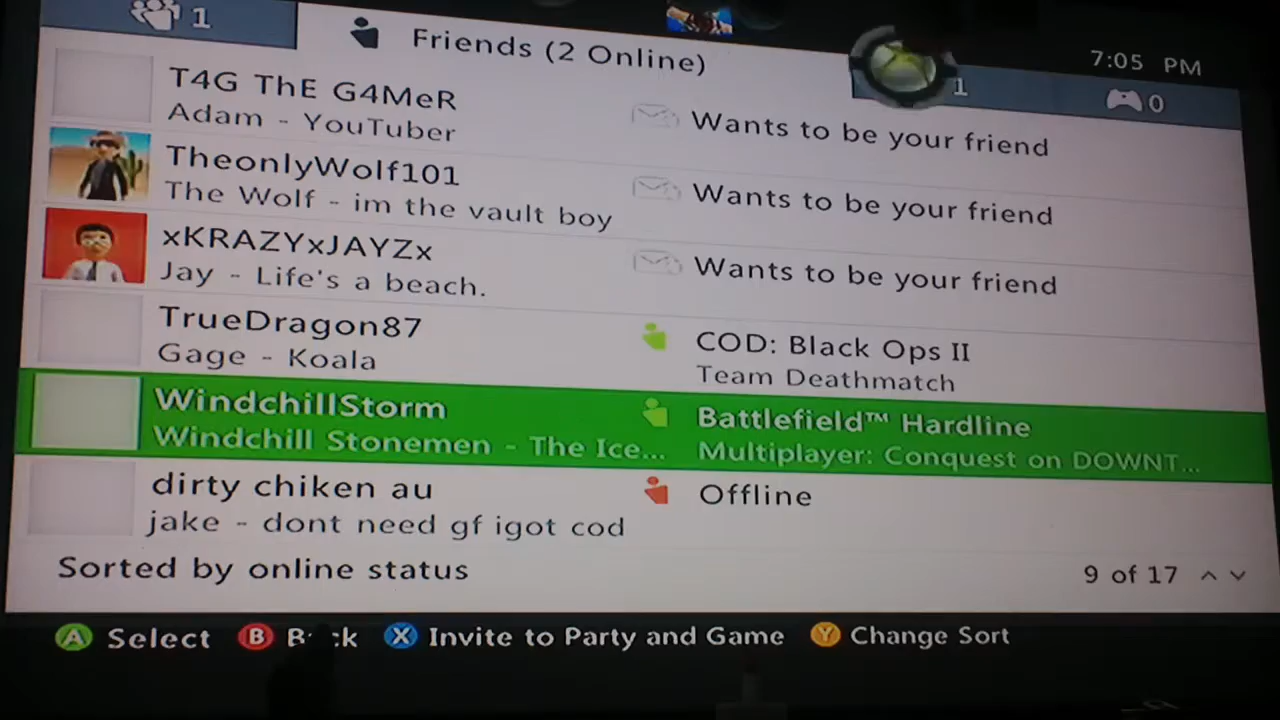 1
Friends (2 Online)
1
7:05 PM
0
T4G ThE G4MeR
Adam - YouTuber
Wants to be your friend
TheonlyWolf101
The Wolf - im the vault boy
Wants to be your friend
xKRAZYxJAYZx
Jay - Life's a beach.
Wants to be your friend
TrueDragon87
Gage - Koala
COD: Black Ops II
Team Deathmatch
WindchillStorm
Windchill Stonemen - The Ice...
Battlefield™ Hardline
Multiplayer: Conquest on DOWNT...
dirty chiken au
jake - dont need gf igot cod
Offline
Sorted by online status
9 of 17
A Select B Back X Invite to Party and Game Y Change Sort